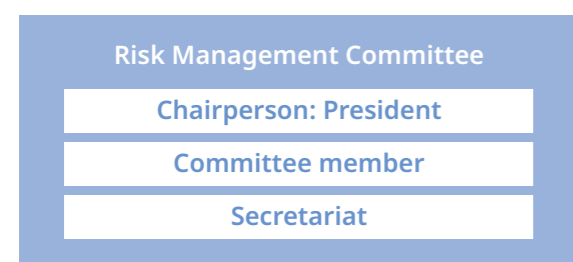 Risk Management Committee
Chairperson: President
Committee member
Secretariat